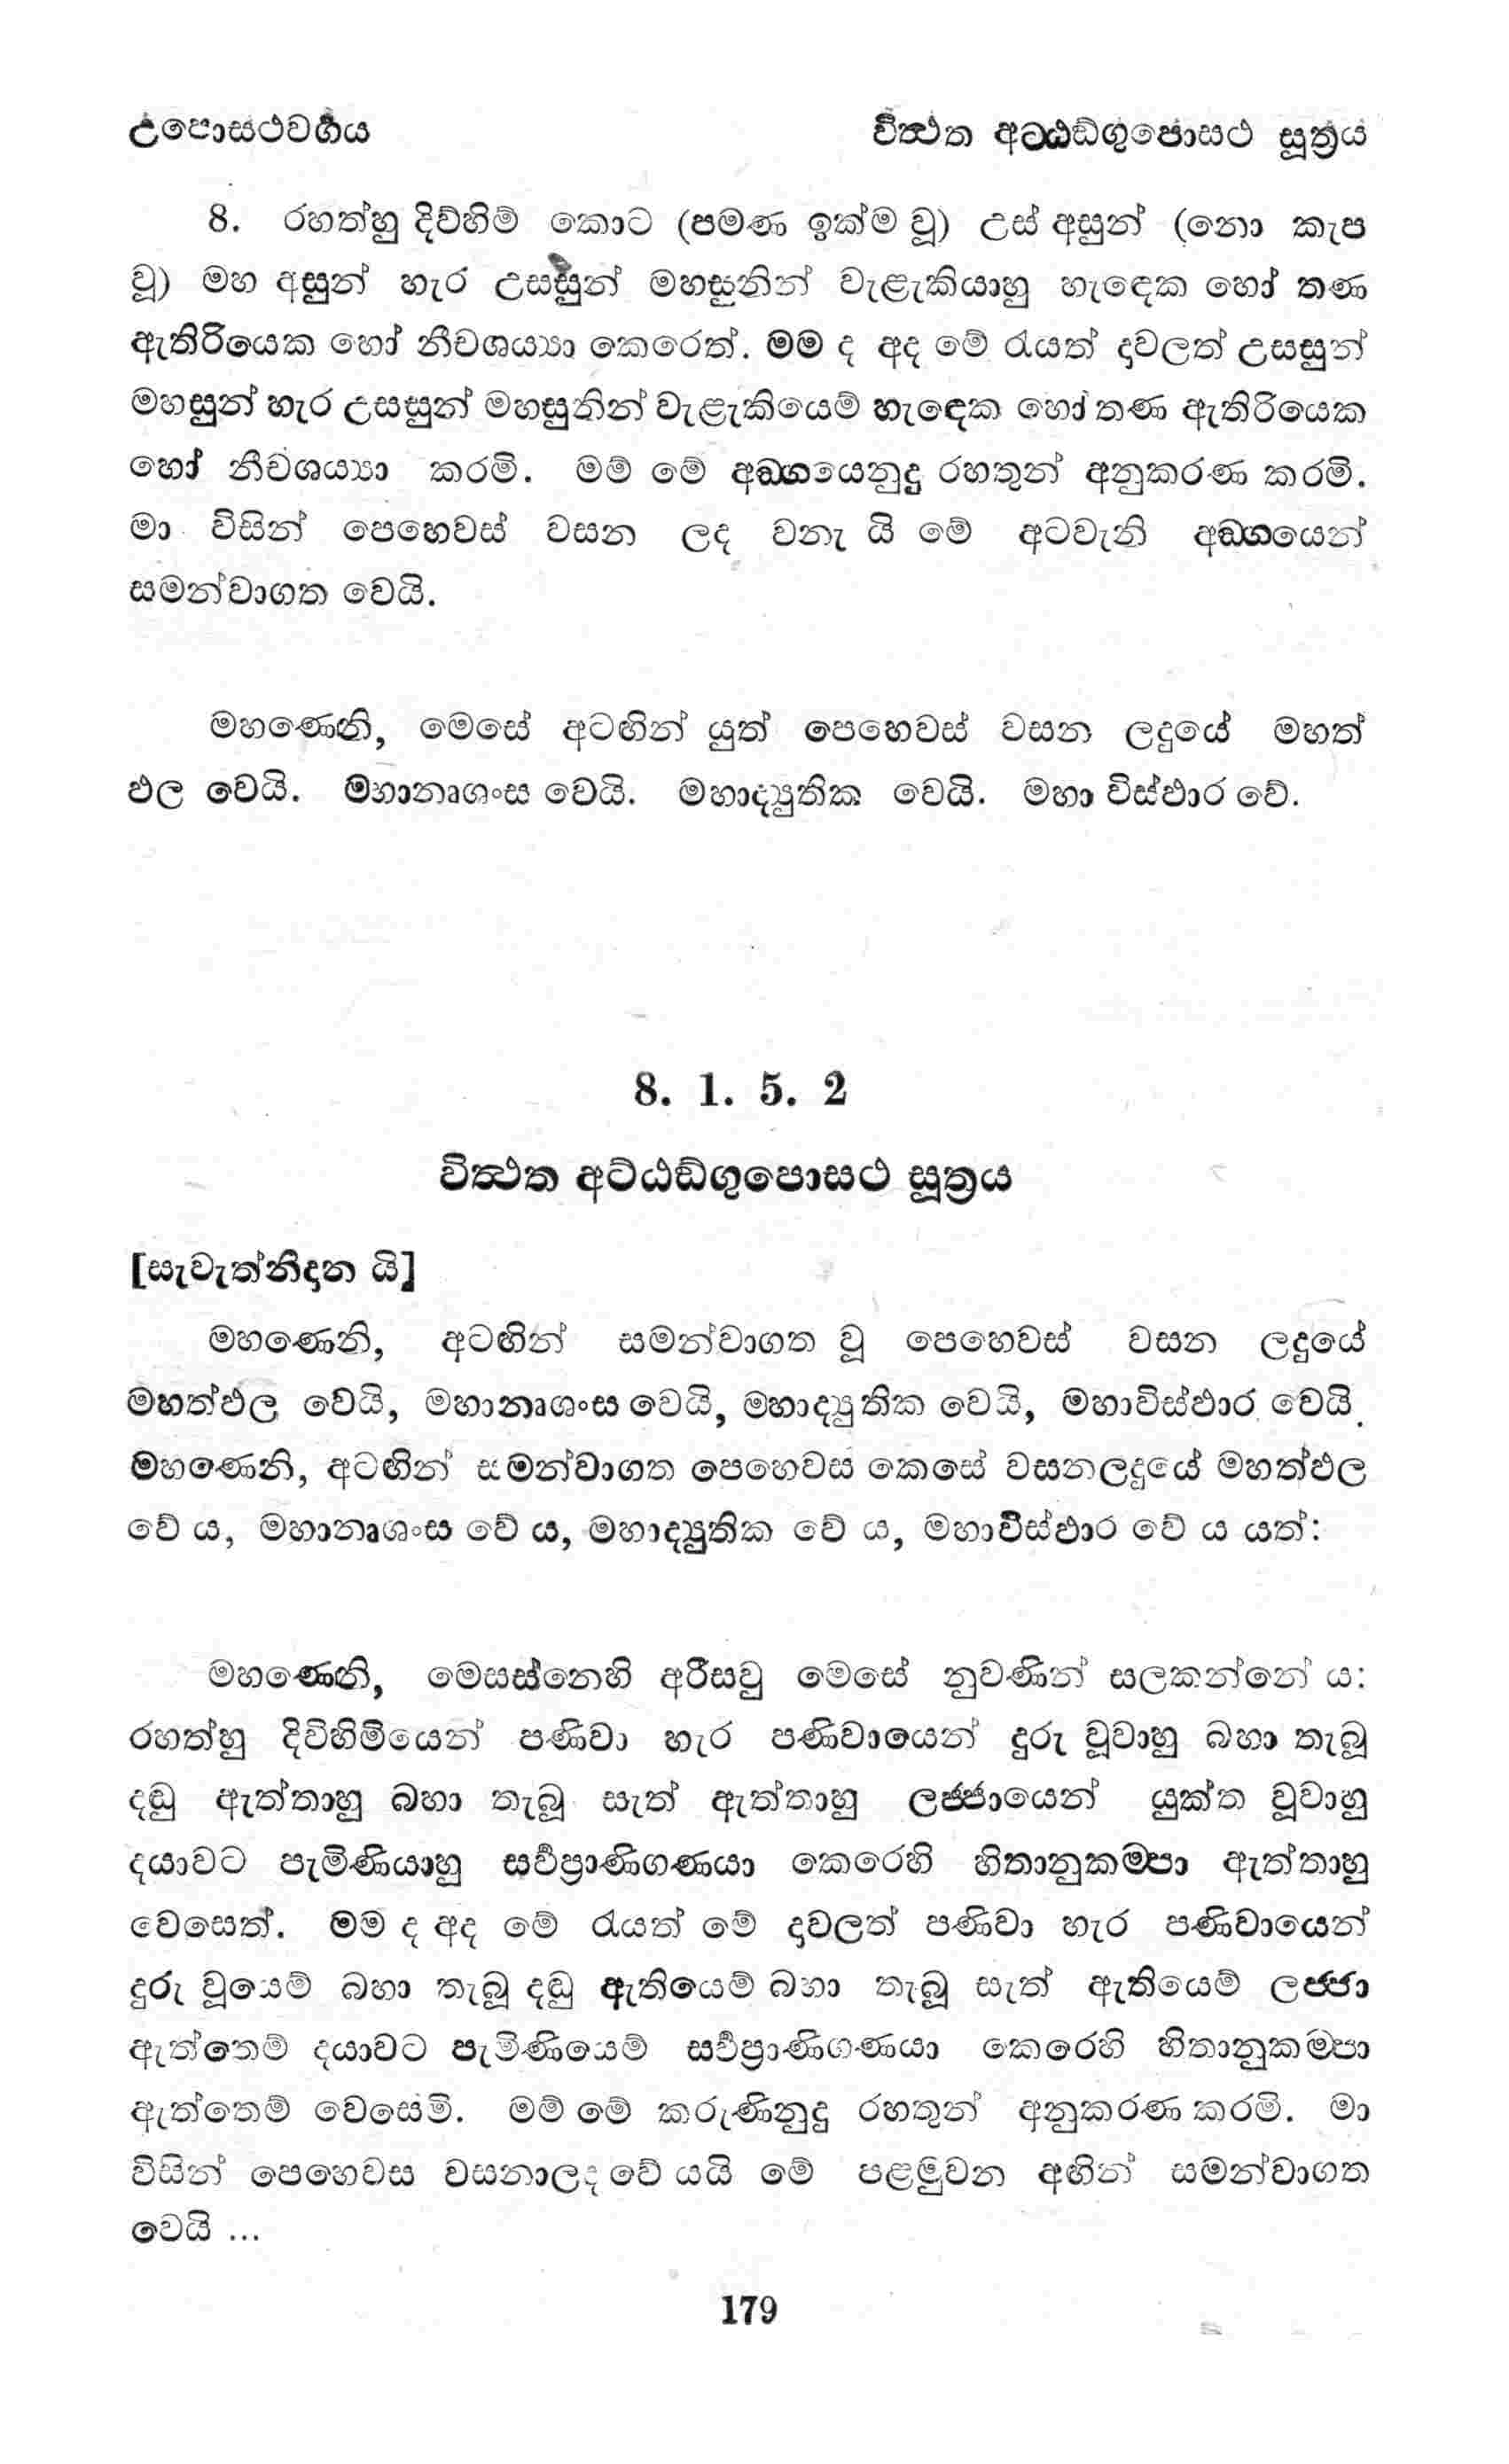 උපොසථවර්‍ගය
විත්‍ථත අට්ඨඞ්ගුපොසථ සූත්‍රය
8. රහත්හු දිව්හිම් කොට (පමණ ඉක්ම වූ) උස් අසුන් (නො කැප
වූ) මහ අසුන් හැර උසසුන් මහසුනින් වැළැකියාහු හැඳෙක හෝ තණ
ඇතිරියෙක හෝ නීචශය්‍යා කෙරෙත්. මම ද අද මේ රැයත් දවලත් උසසුන්
මහසුන් හැර උසසුන් මහසුනින් වැළැකියෙම් හැඳෙක හෝ තණ ඇතිරියෙක
හෝ නීචශය්‍යා කරමි. මම් මේ අඞ්ගයෙනුදු රහතුන් අනුකරණ කරමි.
මා විසින් පෙහෙවස් වසන ලද වනැ යි මේ අටවැනි අඞ්ගයෙන්
සමන්වාගත වෙයි.
මහණෙනි, මෙසේ අටඟින් යුත් පෙහෙවස් වසන ලදුයේ මහත්
ඵල වෙයි. මහානෘශංස වෙයි. මහාද්‍යුතික වෙයි. මහා විස්ඵාර වේ.
8. 1. 5. 2
විත්‍ථත අට්ඨඞ්ගුපොසථ සූත්‍රය
[සැවැත්නිදාන යි]
මහණෙනි, අටඟින් සමන්වාගත වූ පෙහෙවස් වසන ලදුයේ
මහත්ඵල වෙයි, මහානෘශංස වෙයි, මහාද්‍යුතික වෙයි, මහාවිස්ඵාර වෙයි.
මහණෙනි, අටඟින් සමන්වාගත පෙහෙවස කෙසේ වසනලදුයේ මහත්ඵල
වේ ය, මහානෘශංස වේ ය, මහාද්‍යුතික වේ ය, මහාවිස්ඵාර වේ ය යත්:
මහණෙනි, මෙසස්නෙහි අරීසවු මෙසේ නුවණින් සලකන්නේ ය:
රහත්හු දිවිහිමියෙන් පණිවා හැර පණිවායෙන් දුරු වූවාහු බහා තැබූ
දඬු ඇත්තාහු බහා තැබූ සැත් ඇත්තාහු ලජ්ජායෙන් යුක්ත වූවාහු
දයාවට පැමිණියාහු සර්‍වප්‍රාණිගණයා කෙරෙහි හිතානුකම්පා ඇත්තාහු
වෙසෙත්. මම ද අද මේ රැයත් මේ දවලත් පණිවා හැර පණිවායෙන්
දුරු වූයෙම් බහා තැබූ දඬු ඇතියෙම් බහා තැබූ සැත් ඇතියෙම් ලජ්ජා
ඇත්තෙම් දයාවට පැමිණියෙම් සර්‍වප්‍රාණිගණයා කෙරෙහි හිතානුකම්පා
ඇත්තෙම් වෙසෙමි. මම් මේ කරුණිනුදු රහතුන් අනුකරණ කරමි. මා
විසින් පෙහෙවස වසනාලද වේ යයි මේ පළමුවන අඟින් සමන්වාගත
වෙයි ...
179